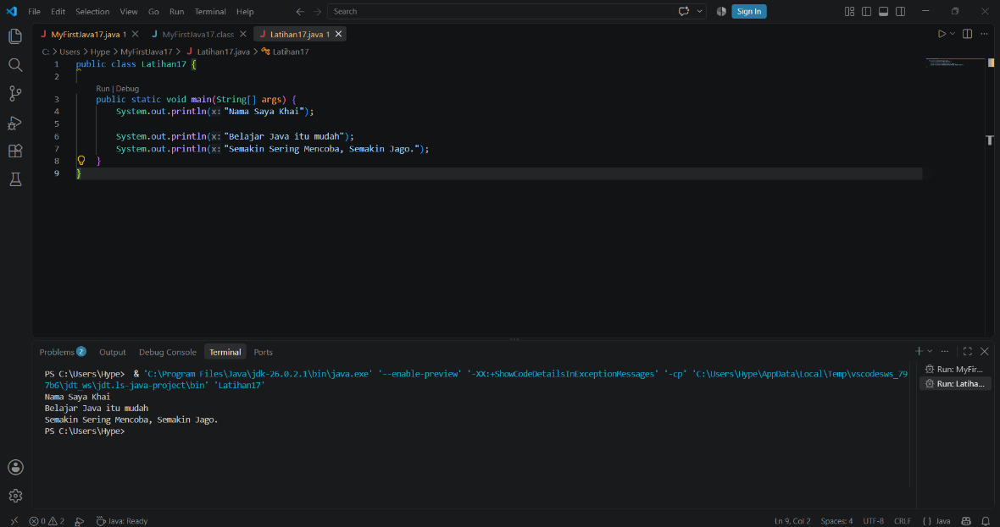 File Edit Selection View Go Run Terminal Help Search Sign In
MyFirstJava17.java 1 MyFirstJava17.class Latihan17.java 1
C: > Users > Hype > MyFirstJava17 > Latihan17.java > Latihan17
1 public class Latihan17 {
2
Run | Debug
3 public static void main(String[] args) {
4 System.out.println(x: "Nama Saya Khai");
5
6 System.out.println(x: "Belajar Java itu mudah");
7 System.out.println(x: "Semakin Sering Mencoba, Semakin Jago.");
8 }
9 }
Problems 2 Output Debug Console Terminal Ports
PS C:\Users\Hype> & 'C:\Program Files\Java\jdk-26.0.2.1\bin\java.exe' '--enable-preview' '-XX:+ShowCodeDetailsInExceptionMessages' '-cp' 'C:\Users\Hype\AppData\Local\Temp\vscodesws_79
7b6\jdt_ws\jdt.ls-java-project\bin' 'Latihan17'
Nama Saya Khai
Belajar Java itu mudah
Semakin Sering Mencoba, Semakin Jago.
PS C:\Users\Hype>
Run: MyFir...
Run: Latiha...
0 2 Java: Ready Ln 9, Col 2 Spaces: 4 UTF-8 CRLF { } Java